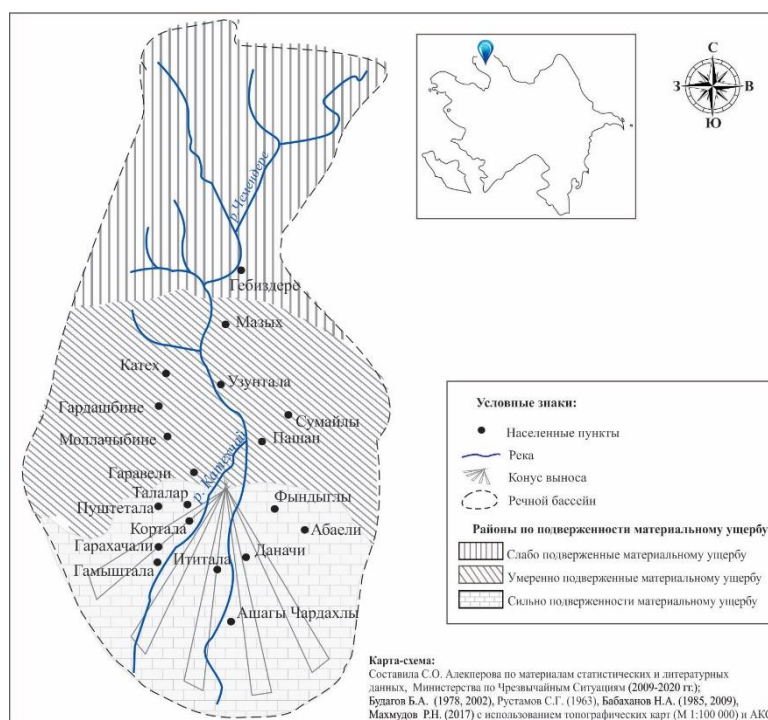 С
З
В
Ю
р. Чемендере
Гебиздере
Мазых
Катех
Узунтала
Гардашбине
Сумайлы
Моллачыбине
Пашан
Гаравели
р. Катехчай
Талалар
Пуштетала
Фындыглы
Кортала
Абаели
Гарахачали
Даначи
Гамыштала
Ититала
Ашагы Чардахлы
Условные знаки:
Населенные пункты
Река
Конус выноса
Речной бассейн
Районы по подверженности материальному ущербу
Слабо подверженные материальному ущербу
Умеренно подверженные материальному ущербу
Сильно подверженности материальному ущербу
Карта-схема:
Составила С.О. Алекперова по материалам статистических и литературных
данных, Министерства по Чрезвычайным Ситуациям (2009-2020 гг.);
Будагов Б.А. (1978, 2002), Рустамов С.Г. (1963), Бабаханов Н.А. (1985, 2009),
Махмудов Р.Н. (2017) с использованием топографических карт (М 1:100 000) и АКС